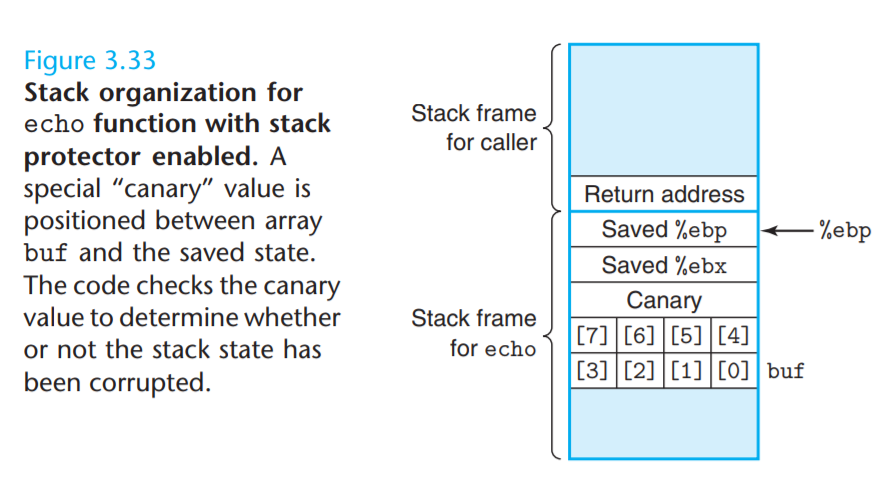 Figure 3.33
Stack organization for
echo function with stack
protector enabled. A
special “canary” value is
positioned between array
buf and the saved state.
The code checks the canary
value to determine whether
or not the stack state has
been corrupted.
Stack frame
for caller
Return address
Saved %ebp
%ebp
Saved %ebx
Canary
Stack frame
for echo
[7] [6] [5] [4]
[3] [2] [1] [0] buf